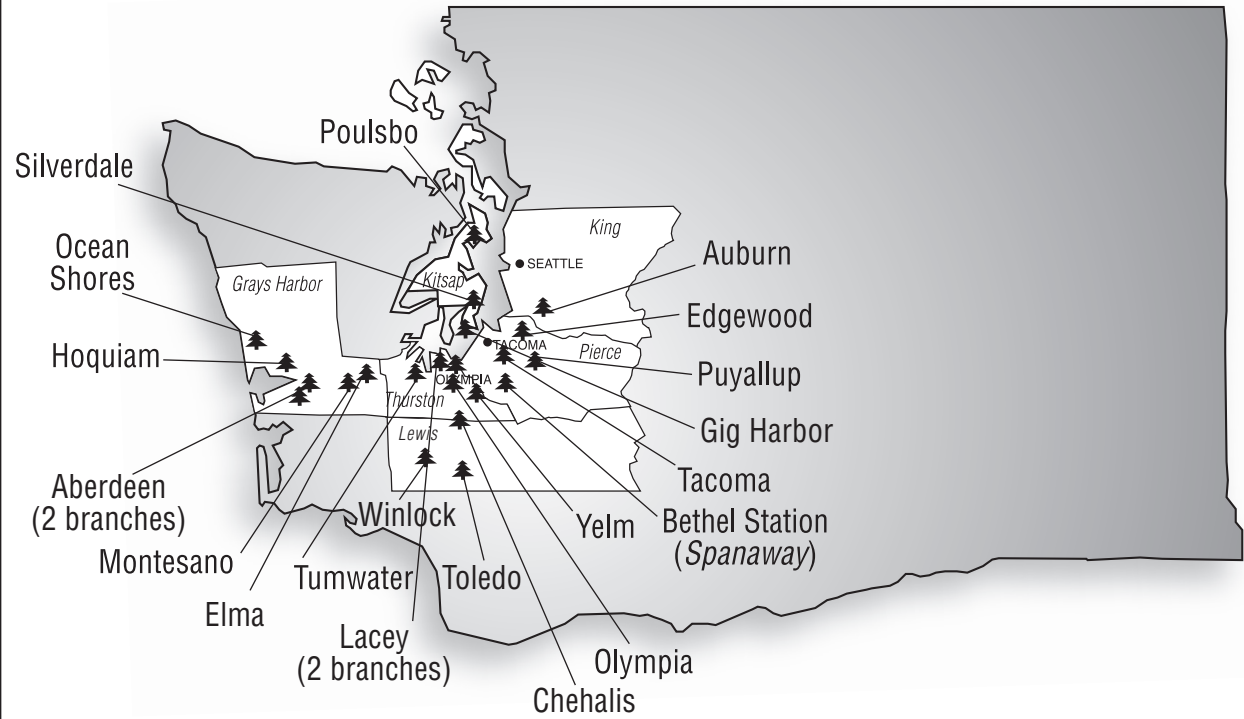 Poulsbo
Silverdale
King
Ocean
Shores
Auburn
SEATTLE
Kitsap
Grays Harbor
Edgewood
Hoquiam
TACOMA
Pierce
Puyallup
OLYMPIA
Thurston
Gig Harbor
Lewis
Tacoma
Aberdeen
(2 branches)
Winlock
Yelm
Bethel Station
(Spanaway)
Montesano
Tumwater
Toledo
Elma
Lacey
(2 branches)
Olympia
Chehalis